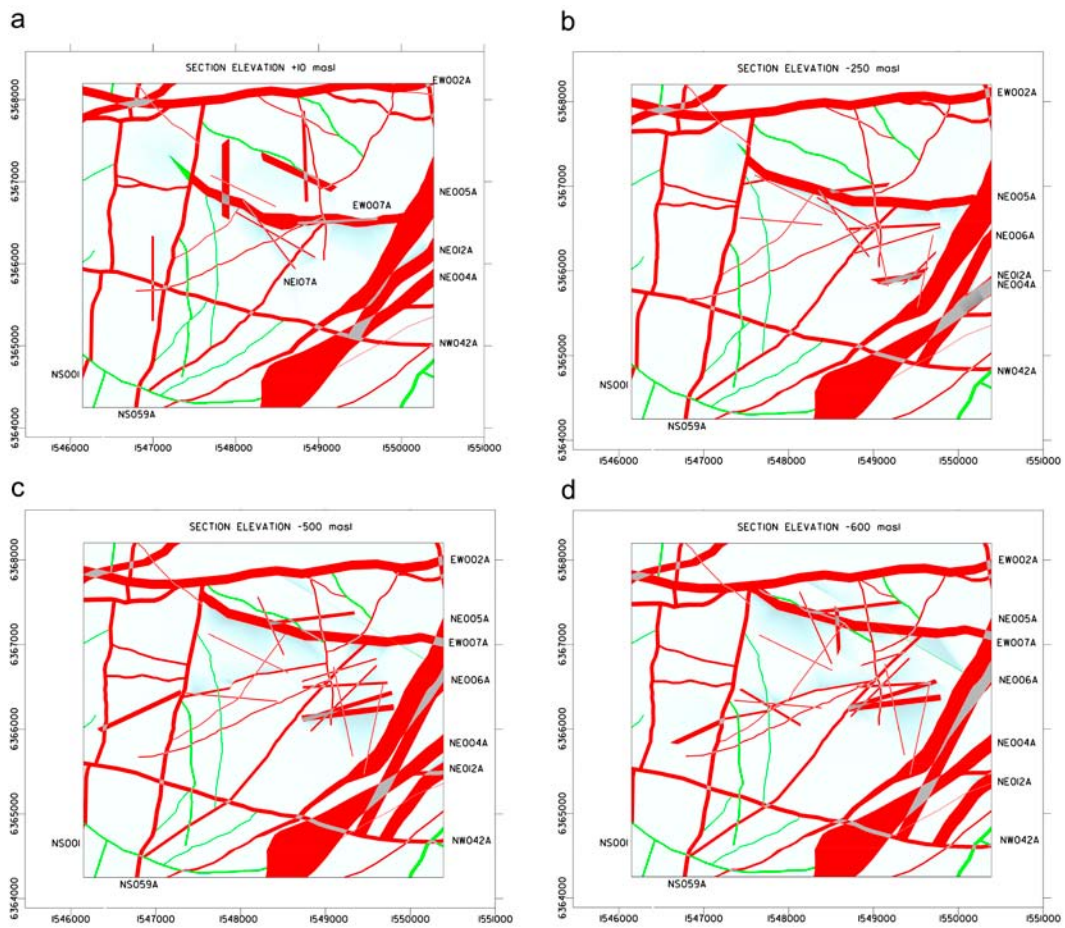 a
SECTION ELEVATION +10 masl
EW002A
6368000
6367000
6366000
6365000
6364000
NE005A
EW007A
NE012A
NE004A
NE107A
NW042A
NS001
NS059A
1546000 1547000 1548000 1549000 1550000 155000
b
SECTION ELEVATION -250 masl
EW002A
6368000
6367000
6366000
6365000
6364000
NE005A
NE006A
NE012A
NE004A
NW042A
NS001
NS059A
1546000 1547000 1548000 1549000 1550000 155000
c
SECTION ELEVATION -500 masl
EW002A
6368000
6367000
6366000
6365000
6364000
NE005A
EW007A
NE006A
NE004A
NE012A
NW042A
NS001
NS059A
1546000 1547000 1548000 1549000 1550000 155000
d
SECTION ELEVATION -600 masl
EW002A
6368000
6367000
6366000
6365000
6364000
NE005A
EW007A
NE006A
NE004A
NE012A
NW042A
NS001
NS059A
1546000 1547000 1548000 1549000 1550000 155000